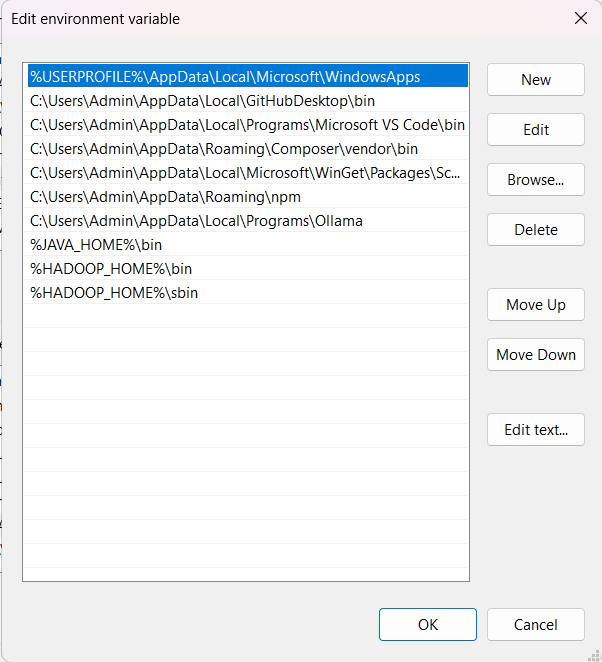 Edit environment variable
%USERPROFILE%\AppData\Local\Microsoft\WindowsApps
C:\Users\Admin\AppData\Local\GitHubDesktop\bin
C:\Users\Admin\AppData\Local\Programs\Microsoft VS Code\bin
C:\Users\Admin\AppData\Roaming\Composer\vendor\bin
C:\Users\Admin\AppData\Local\Microsoft\WinGet\Packages\Sc...
C:\Users\Admin\AppData\Roaming\npm
C:\Users\Admin\AppData\Local\Programs\Ollama
%JAVA_HOME%\bin
%HADOOP_HOME%\bin
%HADOOP_HOME%\sbin
New
Edit
Browse...
Delete
Move Up
Move Down
Edit text...
OK
Cancel